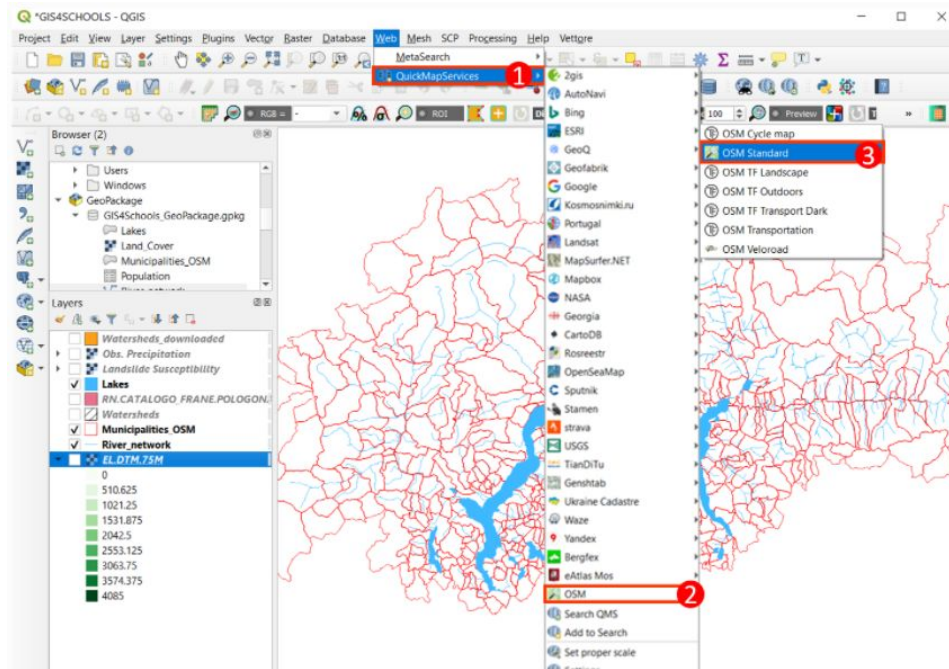 *GIS4SCHOOLS - QGIS
Project Edit View Layer Settings Plugins Vector Raster Database Web Mesh SCP Processing Help Vettore
MetaSearch
QuickMapServices
1
RGB =
ROI
100
Preview
»
Browser (2)
Users
Windows
GeoPackage
GIS4Schools_GeoPackage.gpkg
Lakes
Land_Cover
Municipalities_OSM
Population
River_network
Layers
Watersheds_downloaded
Obs. Precipitation
Landslide Susceptibility
Lakes
RN.CATALOGO_FRANE.POLOGON
Watersheds
Municipalities_OSM
River_network
EL.DTM.75M
0
510.625
1021.25
1531.875
2042.5
2553.125
3063.75
3574.375
4085
2gis
AutoNavi
Bing
ESRI
GeoQ
Geofabrik
Google
Kosmosnimki.ru
Portugal
Landsat
MapSurfer.NET
Mapbox
NASA
Georgia
CartoDB
Rosreestr
OpenSeaMap
Sputnik
Stamen
strava
USGS
TianDiTu
Genshtab
Ukraine Cadastre
Waze
Yandex
Bergfex
eAtlas Mos
OSM
2
Search QMS
Add to Search
Set proper scale
Settings
OSM Cycle map
OSM Standard
3
OSM TF Landscape
OSM TF Outdoors
OSM TF Transport Dark
OSM Transportation
OSM Veloroad